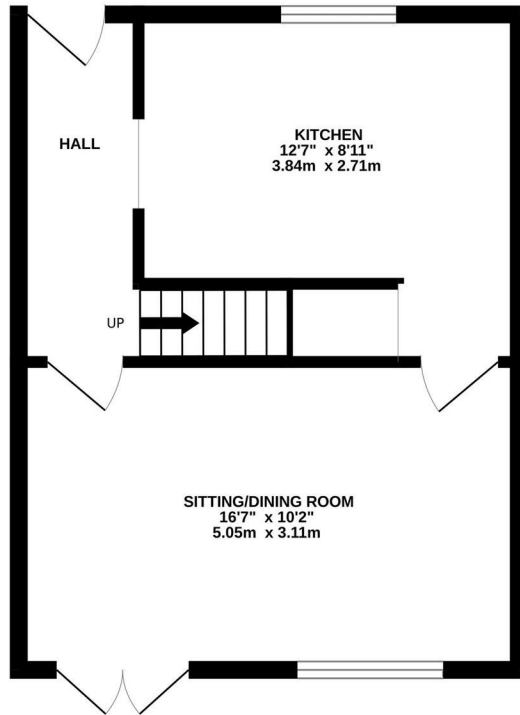 HALL
KITCHEN
12'7" x 8'11"
3.84m x 2.71m
UP
SITTING/DINING ROOM
16'7" x 10'2"
5.05m x 3.11m